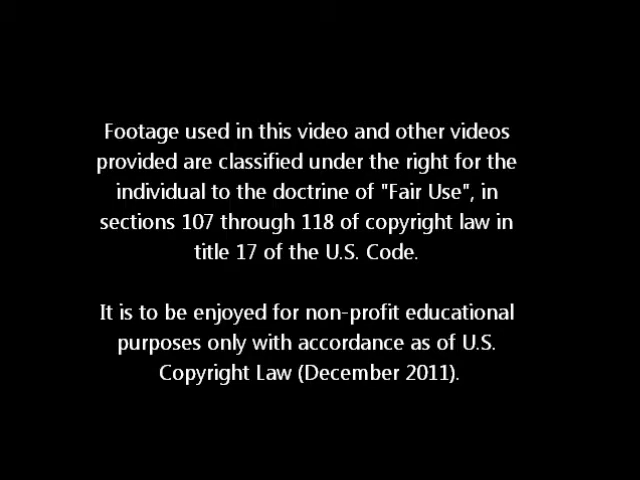 Footage used in this video and other videos
provided are classified under the right for the
individual to the doctrine of "Fair Use", in
sections 107 through 118 of copyright law in
title 17 of the U.S. Code.
It is to be enjoyed for non-profit educational
purposes only with accordance as of U.S.
Copyright Law (December 2011).